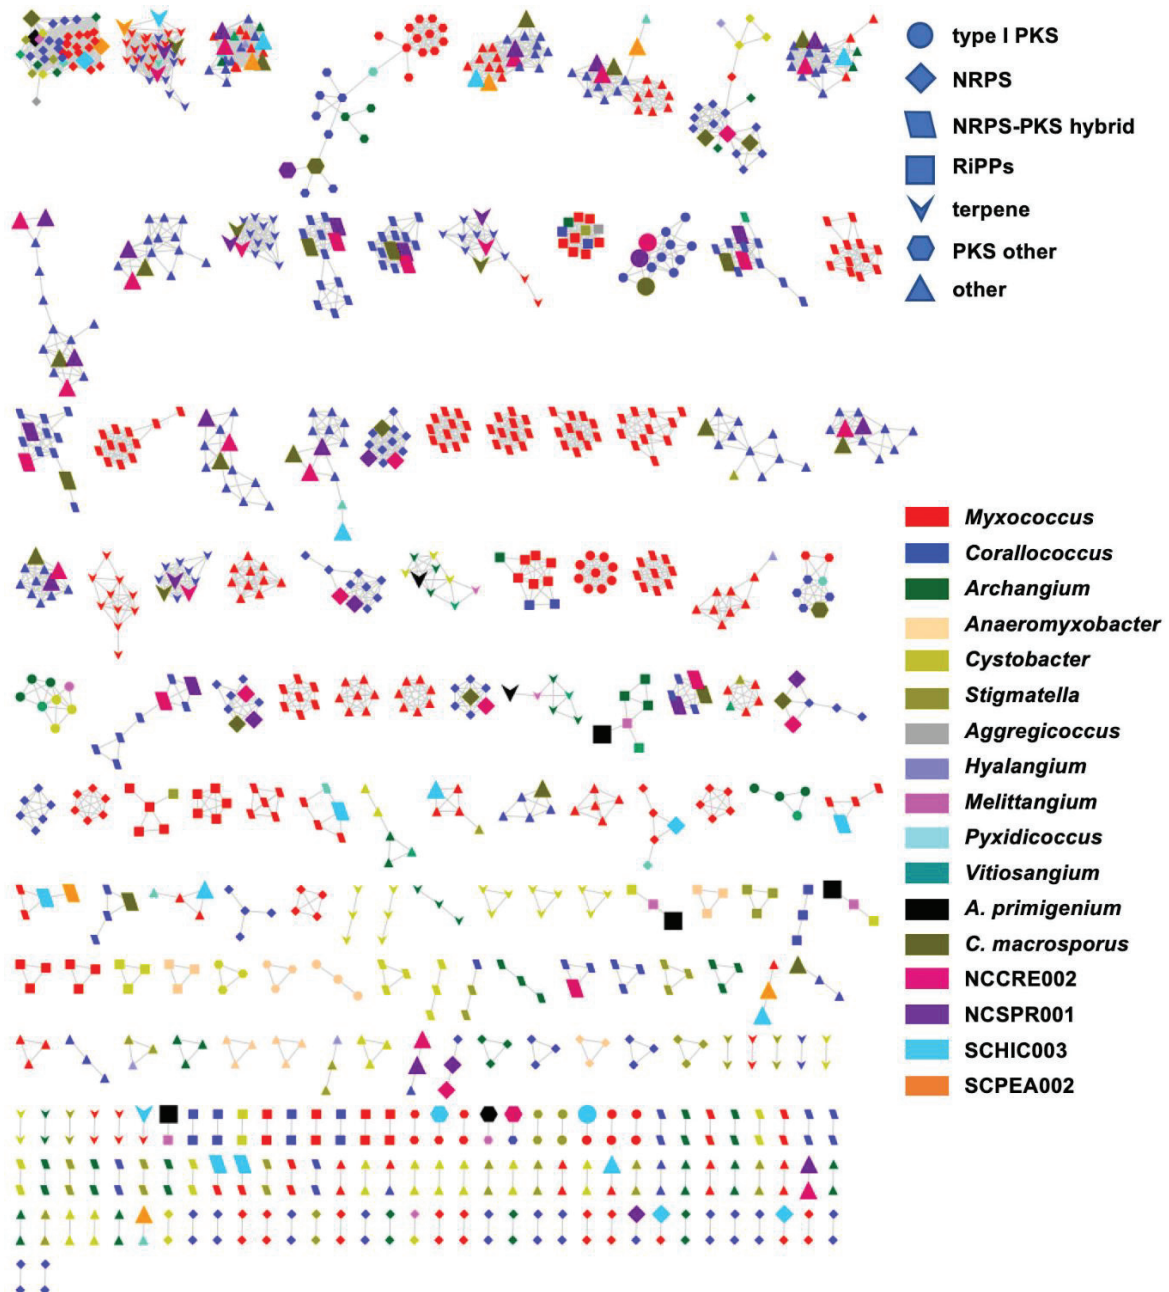 type I PKS
NRPS
NRPS-PKS hybrid
RiPPs
terpene
PKS other
other
Myxococcus
Corallococcus
Archangium
Anaeromyxobacter
Cystobacter
Stigmatella
Aggregicoccus
Hyalangium
Melittangium
Pyxidicoccus
Vitiosangium
A. primigenium
C. macrosporus
NCCRE002
NCSPR001
SCHIC003
SCPEA002